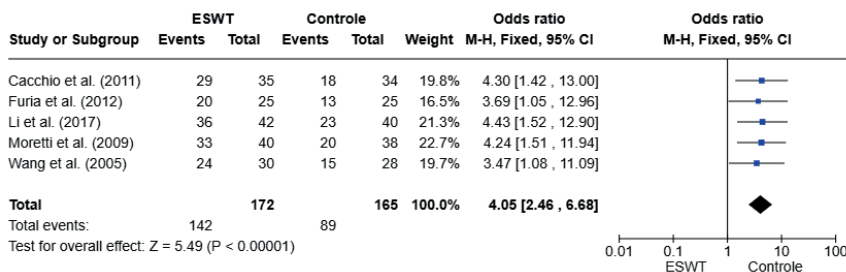 ESWT Controle Odds ratio Odds ratio
Study or Subgroup Events Total Events Total Weight M-H, Fixed, 95% CI M-H, Fixed, 95% CI
Cacchio et al. (2011) 29 35 18 34 19.8% 4.30 [1.42 , 13.00]
Furia et al. (2012) 20 25 13 25 16.5% 3.69 [1.05 , 12.96]
Li et al. (2017) 36 42 23 40 21.3% 4.43 [1.52 , 12.90]
Moretti et al. (2009) 33 40 20 38 22.7% 4.24 [1.51 , 11.94]
Wang et al. (2005) 24 30 15 28 19.7% 3.47 [1.08 , 11.09]
Total 172 165 100.0% 4.05 [2.46 , 6.68]
Total events: 142 89
Test for overall effect: Z = 5.49 (P < 0.00001)
0.01 0.1 1 10 100
ESWT Controle